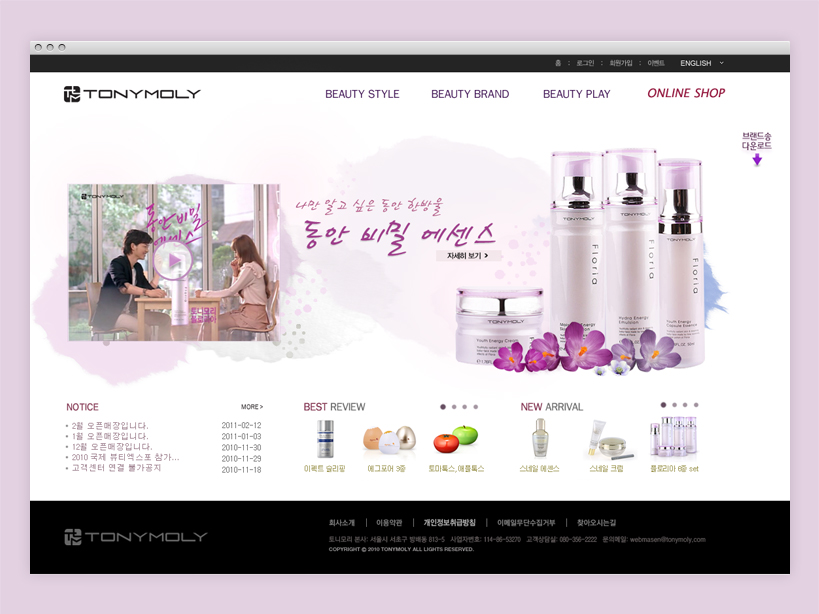 홈 : 로그인 : 회원가입 : 이벤트 ENGLISH
TONYMOLY
BEAUTY STYLE BEAUTY BRAND BEAUTY PLAY ONLINE SHOP
브랜드송
다운로드
TONYMOLY
동안 비밀
에센스
토니모리
플로리아
나만 알고 싶은 동안 한방울
동안 비밀 에센스
자세히 보기 >
TONYMOLY
Floria
Hydro Energy
Emulsion
TONYMOLY
Floria
Youth Energy
Capsule Essence
TONYMOLY
Floria
TONYMOLY
Youth Energy Cream
NOTICE MORE >
• 2월 오픈매장입니다. 2011-02-12
• 1월 오픈매장입니다. 2011-01-03
• 12월 오픈매장입니다. 2010-11-30
• 2010 국제 뷰티엑스포 참가... 2010-11-29
• 고객센터 연결 불가공지 2010-11-18
BEST REVIEW
이펙트 슬리핑 에그포어 3종 토마톡스,애플톡스
NEW ARRIVAL
스네일 에센스 스네일 크림 플로리아 6종 set
TONYMOLY
회사소개 | 이용약관 | 개인정보취급방침 | 이메일무단수집거부 | 찾아오시는길
토니모리 본사: 서울시 서초구 방배동 813-5 사업자번호: 114-86-53270 고객상담실: 080-356-2222 문의메일: webmasen@tonymoly.com
COPYRIGHT © 2010 TONYMOLY ALL LIGHTS RESERVED.